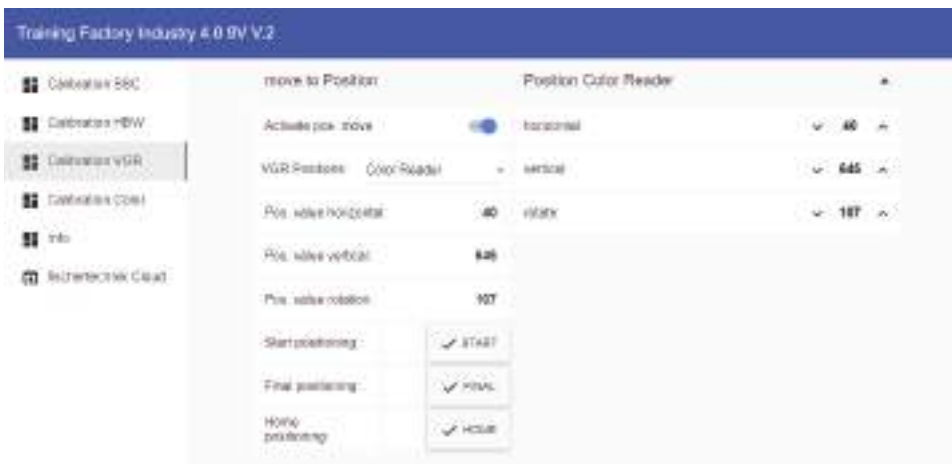 Training Factory Industry 4.0 9V V.2
Calibration SSC
Calibration HBW
Calibration VGR
Calibration Color
Info
fischertechnik Cloud
move to Position
Activate pos. move
VGR Positions Color Reader
Pos. value horizontal 40
Pos. value vertical 645
Pos. value rotation 107
Start positioning START
Final positioning FINAL
Home
positioning HOME
Position Color Reader
horizontal 40
vertical 645
rotate 107